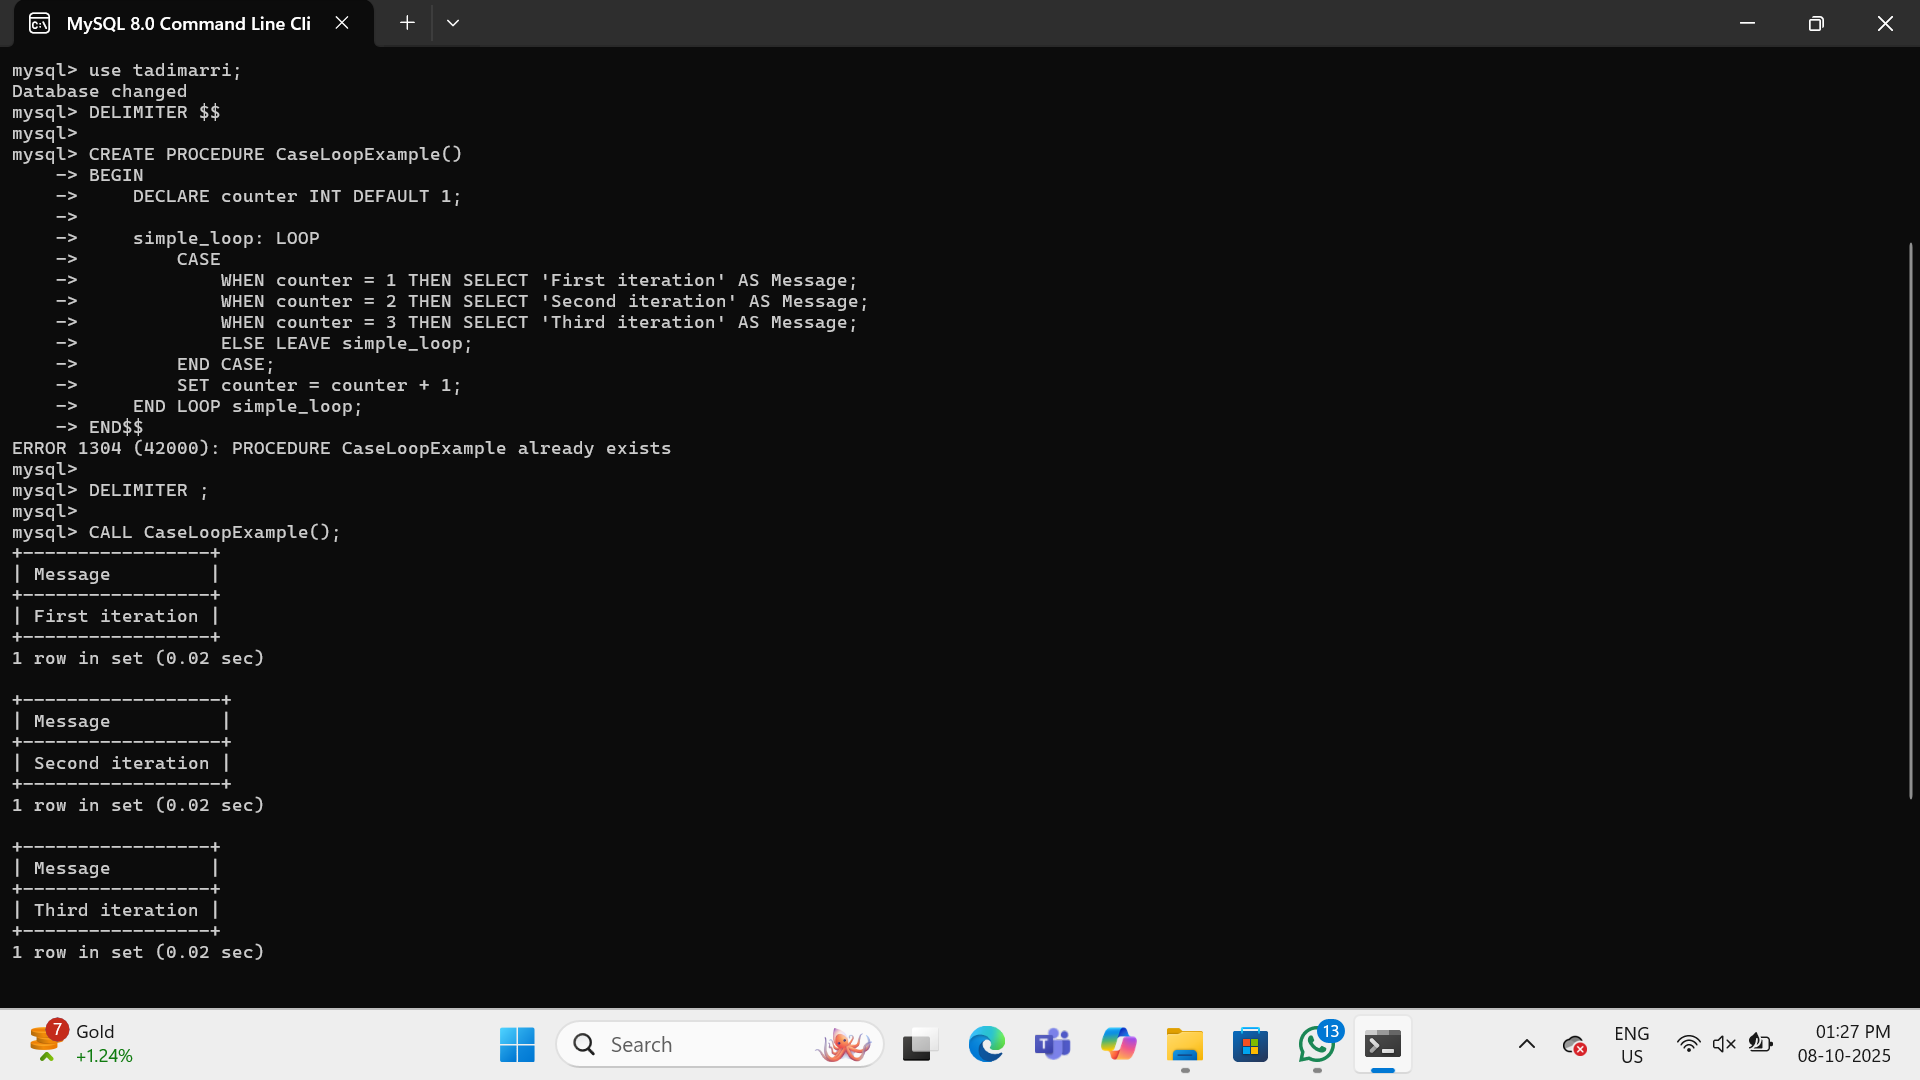 MySQL 8.0 Command Line Cli
mysql> use tadimarri;
Database changed
mysql> DELIMITER $$
mysql>
mysql> CREATE PROCEDURE CaseLoopExample()
    -> BEGIN
    ->     DECLARE counter INT DEFAULT 1;
    ->
    ->     simple_loop: LOOP
    ->         CASE
    ->             WHEN counter = 1 THEN SELECT 'First iteration' AS Message;
    ->             WHEN counter = 2 THEN SELECT 'Second iteration' AS Message;
    ->             WHEN counter = 3 THEN SELECT 'Third iteration' AS Message;
    ->             ELSE LEAVE simple_loop;
    ->         END CASE;
    ->         SET counter = counter + 1;
    ->     END LOOP simple_loop;
    -> END$$
ERROR 1304 (42000): PROCEDURE CaseLoopExample already exists
mysql>
mysql> DELIMITER ;
mysql>
mysql> CALL CaseLoopExample();
+-----------------+
| Message         |
+-----------------+
| First iteration |
+-----------------+
1 row in set (0.02 sec)

+------------------+
| Message          |
+------------------+
| Second iteration |
+------------------+
1 row in set (0.02 sec)

+-----------------+
| Message         |
+-----------------+
| Third iteration |
+-----------------+
1 row in set (0.02 sec)
7
Gold
+1.24%
Search
13
ENG
US
01:27 PM
08-10-2025